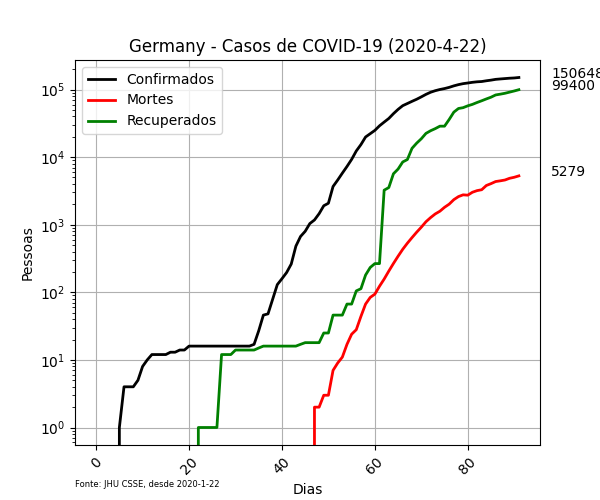 Germany - Casos de COVID-19 (2020-4-22)
Confirmados
Mortes
Recuperados
150648
99400
5279
Pessoas
10^5
10^4
10^3
10^2
10^1
10^0
0 20 40 60 80
Dias
Fonte: JHU CSSE, desde 2020-1-22